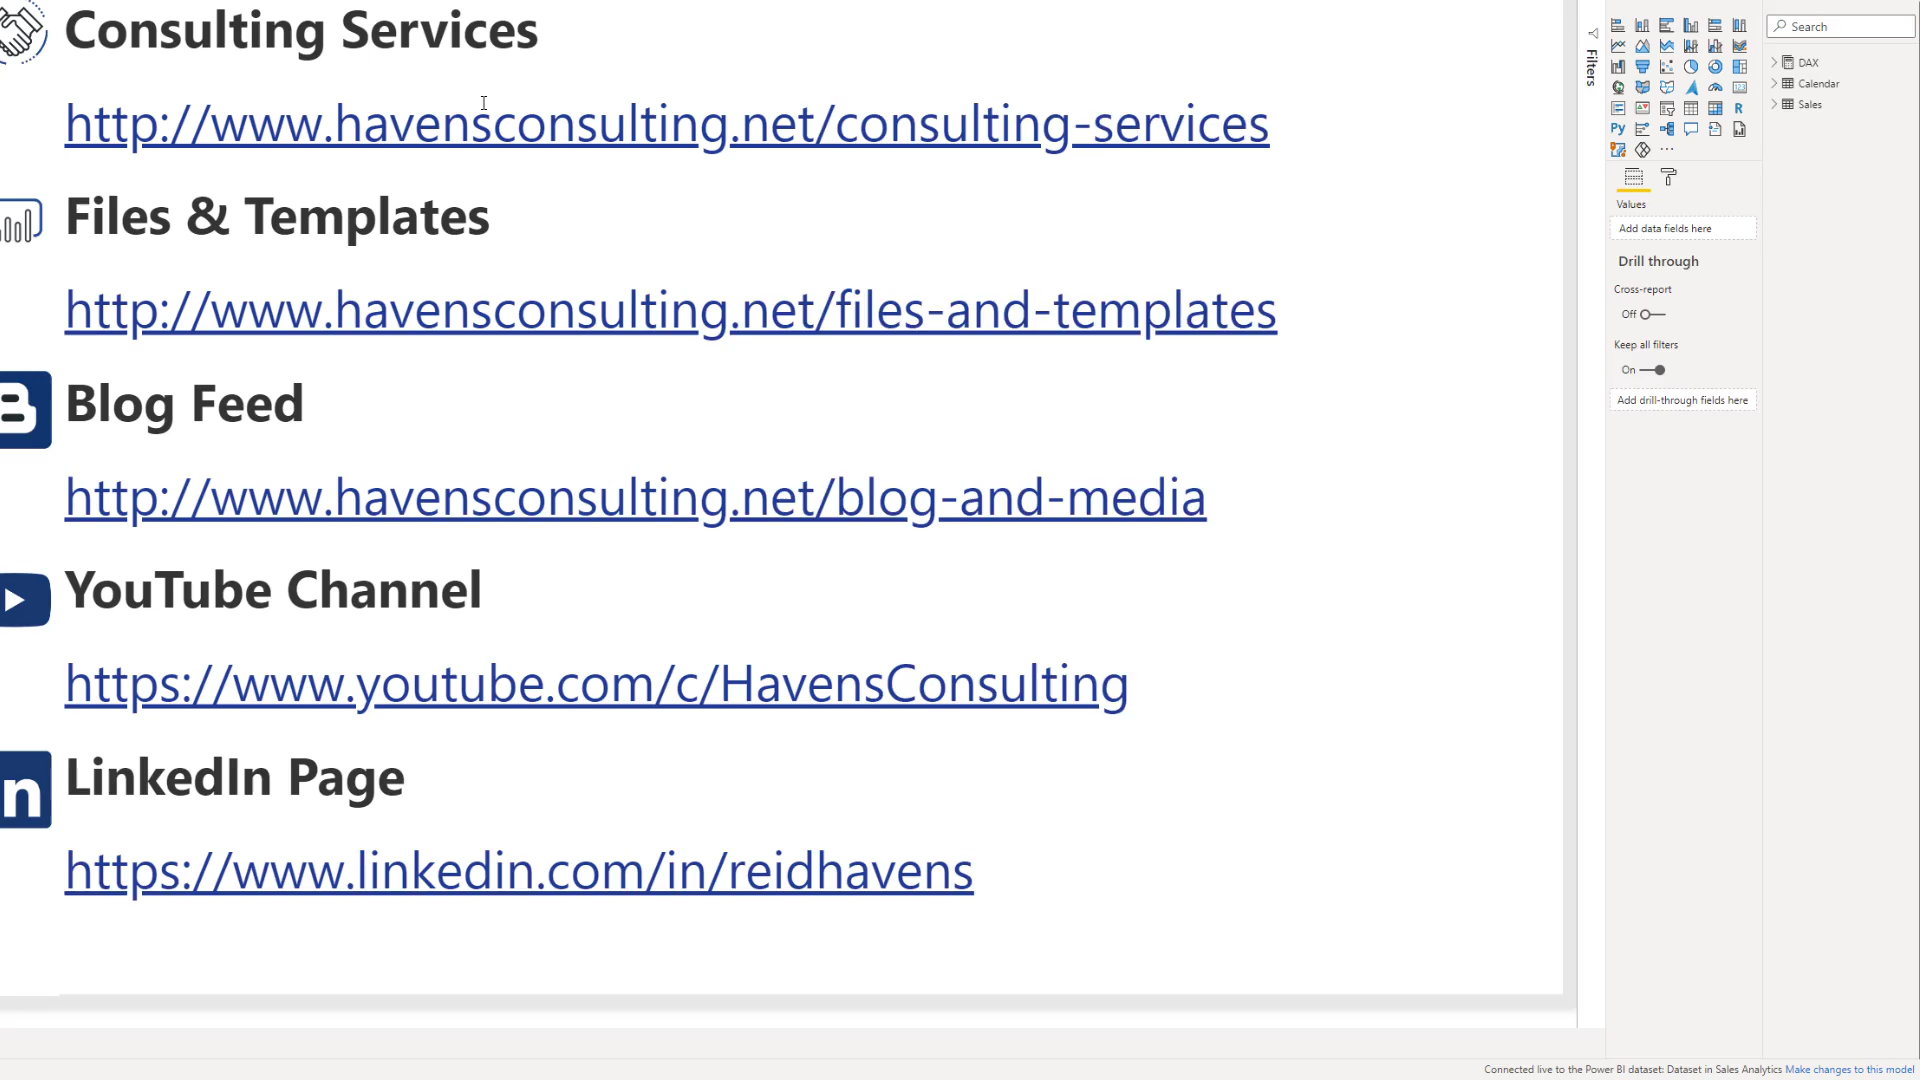 Consulting Services
http://www.havensconsulting.net/consulting-services
Files & Templates
http://www.havensconsulting.net/files-and-templates
Blog Feed
http://www.havensconsulting.net/blog-and-media
YouTube Channel
https://www.youtube.com/c/HavensConsulting
LinkedIn Page
https://www.linkedin.com/in/reidhavens
Filters
R
Py
Values
Add data fields here
Drill through
Cross-report
Off
Keep all filters
On
Add drill-through fields here
Search
DAX
Calendar
Sales
Connected live to the Power BI dataset: Dataset in Sales Analytics Make changes to this model